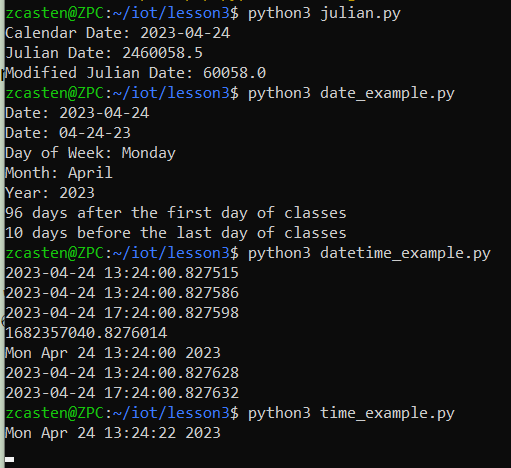 zcasten@ZPC:~/iot/lesson3$ python3 julian.py
Calendar Date: 2023-04-24
Julian Date: 2460058.5
Modified Julian Date: 60058.0
zcasten@ZPC:~/iot/lesson3$ python3 date_example.py
Date: 2023-04-24
Date: 04-24-23
Day of Week: Monday
Month: April
Year: 2023
96 days after the first day of classes
10 days before the last day of classes
zcasten@ZPC:~/iot/lesson3$ python3 datetime_example.py
2023-04-24 13:24:00.827515
2023-04-24 13:24:00.827586
2023-04-24 17:24:00.827598
1682357040.8276014
Mon Apr 24 13:24:00 2023
2023-04-24 13:24:00.827628
2023-04-24 17:24:00.827632
zcasten@ZPC:~/iot/lesson3$ python3 time_example.py
Mon Apr 24 13:24:22 2023